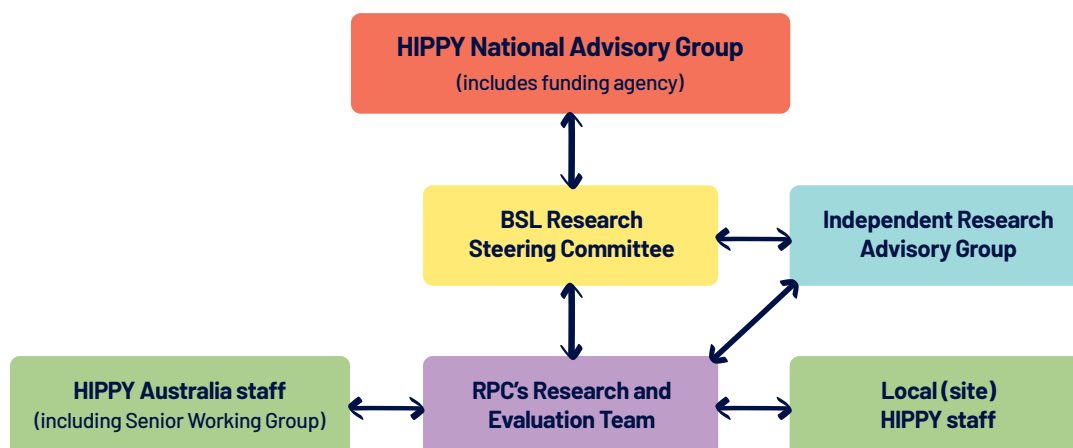 HIPPY National Advisory Group
(includes funding agency)
BSL Research
Steering Committee
Independent Research
Advisory Group
HIPPY Australia staff
(including Senior Working Group)
RPC’s Research and
Evaluation Team
Local (site)
HIPPY staff